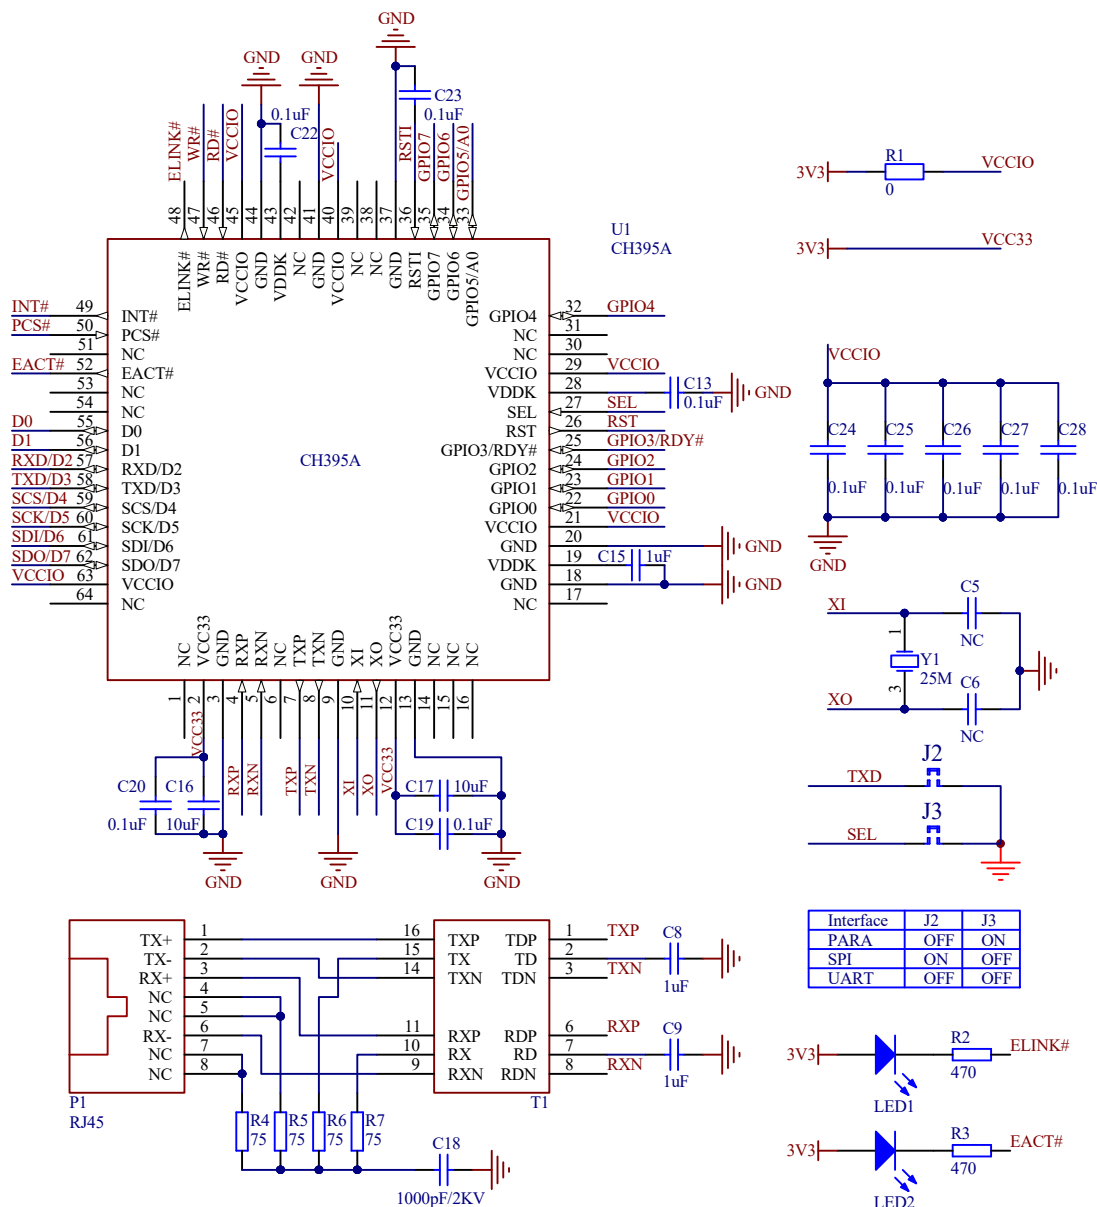 GND
GND
GND
C23
0.1uF
0.1uF
C22
ELINK#
WR#
RD#
VCCIO
VCCIO
RSTI
GPIO7
GPIO6
GPIO5/A0
48
47
46
45
44
43
42
41
40
39
38
37
36
35
34
33
ELINK#
WR#
RD#
VCCIO
GND
VDDK
NC
GND
VCCIO
NC
NC
GND
RSTI
GPIO7
GPIO6
GPIO5/A0
U1
CH395A
CH395A
INT# 49 INT#
PCS# 50 PCS#
51 NC
EACT# 52 EACT#
53 NC
54 NC
D0 55 D0
D1 56 D1
RXD/D2 57 RXD/D2
TXD/D3 58 TXD/D3
SCS/D4 59 SCS/D4
SCK/D5 60 SCK/D5
SDI/D6 61 SDI/D6
SDO/D7 62 SDO/D7
VCCIO 63 VCCIO
64 NC
GPIO4 32 GPIO4
NC 31
NC 30
VCCIO 29 VCCIO
VDDK 28
C13
0.1uF
GND
SEL 27 SEL
RST 26 RST
GPIO3/RDY# 25 GPIO3/RDY#
GPIO2 24 GPIO2
GPIO1 23 GPIO1
GPIO0 22 GPIO0
VCCIO 21 VCCIO
GND 20 GND
VDDK 19 C15 1uF
GND 18 GND
NC 17
NC
VCC33
GND
RXP
RXN
NC
TXP
TXN
GND
XI
XO
VCC33
GND
NC
NC
NC
1
2
3
4
5
6
7
8
9
10
11
12
13
14
15
16
VCC33
RXP
RXN
TXP
TXN
XI
XO
VCC33
C20
0.1uF
C16
10uF
C17 10uF
C19 0.1uF
GND
GND
GND
3V3 R1 VCCIO
0
3V3 VCC33
VCCIO
C24 C25 C26 C27 C28
0.1uF 0.1uF 0.1uF 0.1uF 0.1uF
GND
XI C5
NC
1
Y1
25M
3
XO C6
NC
TXD J2
SEL J3
Interface J2 J3
PARA OFF ON
SPI ON OFF
UART OFF OFF
TX+ 1
TX- 2
RX+ 3
NC 4
NC 5
RX- 6
NC 7
NC 8
P1
RJ45
16 TXP TDP 1 TXP
15 TX TD 2 C8
1uF
14 TXN TDN 3 TXN
11 RXP RDP 6 RXP
10 RX RD 7 C9
1uF
9 RXN RDN 8 RXN
T1
R4 R5 R6 R7
75 75 75 75
C18
1000pF/2KV
3V3 R2 ELINK#
470
LED1
3V3 R3 EACT#
470
LED2